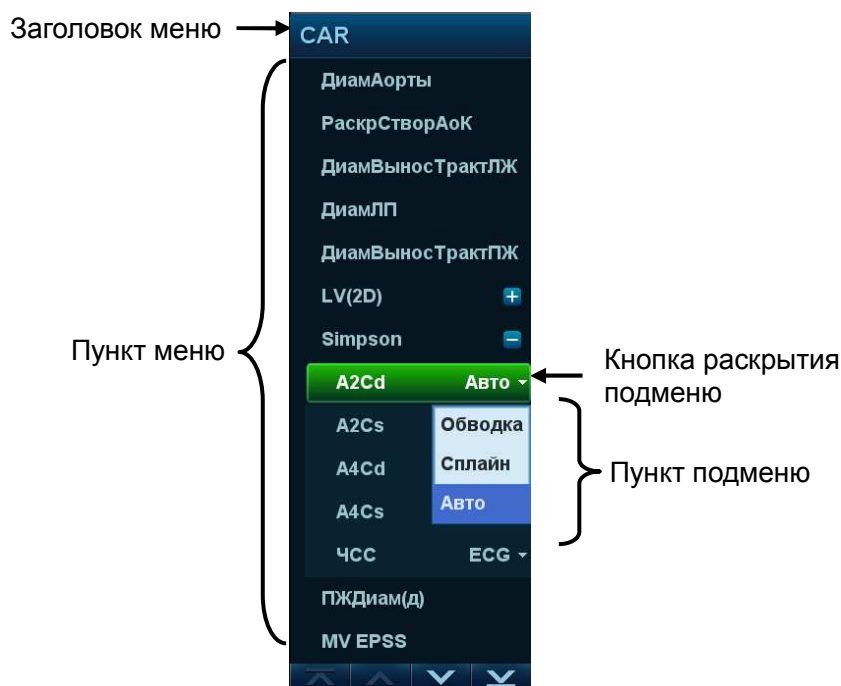 Заголовок меню
CAR
ДиамАорты
РаскрСтворАоК
ДиамВыносТрактЛЖ
ДиамЛП
ДиамВыносТрактПЖ
LV(2D)
Simpson
Пункт меню
A2Cd Авто
Кнопка раскрытия
подменю
A2Cs
Обводка
A4Cd
Сплайн
Пункт подменю
A4Cs
Авто
ЧСС ECG
ПЖДиам(д)
MV EPSS